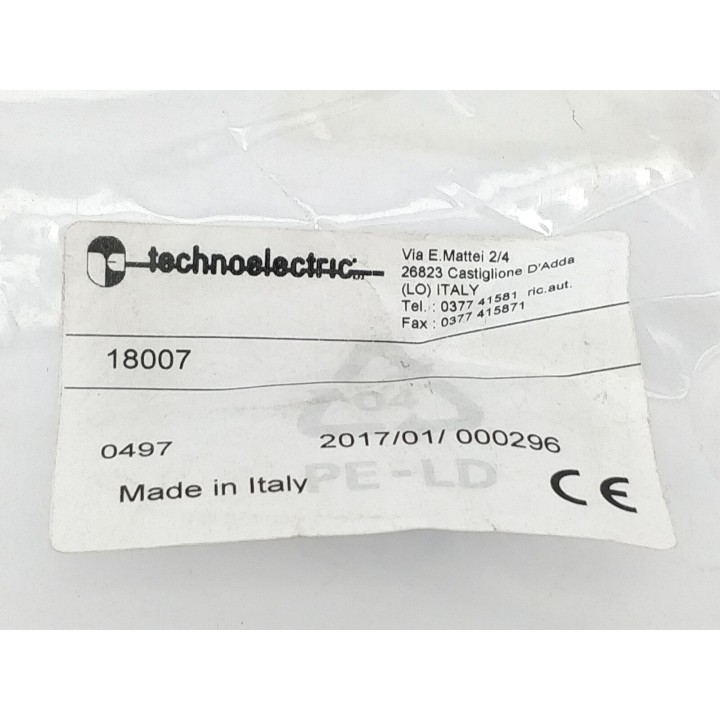 technoelectric
Via E.Mattei 2/4
26823 Castiglione D'Adda
(LO) ITALY
Tel. : 0377 41581 ric.aut.
Fax : 0377 415871
18007
04
0497 2017/01/ 000296
PE-LD
Made in Italy
CE